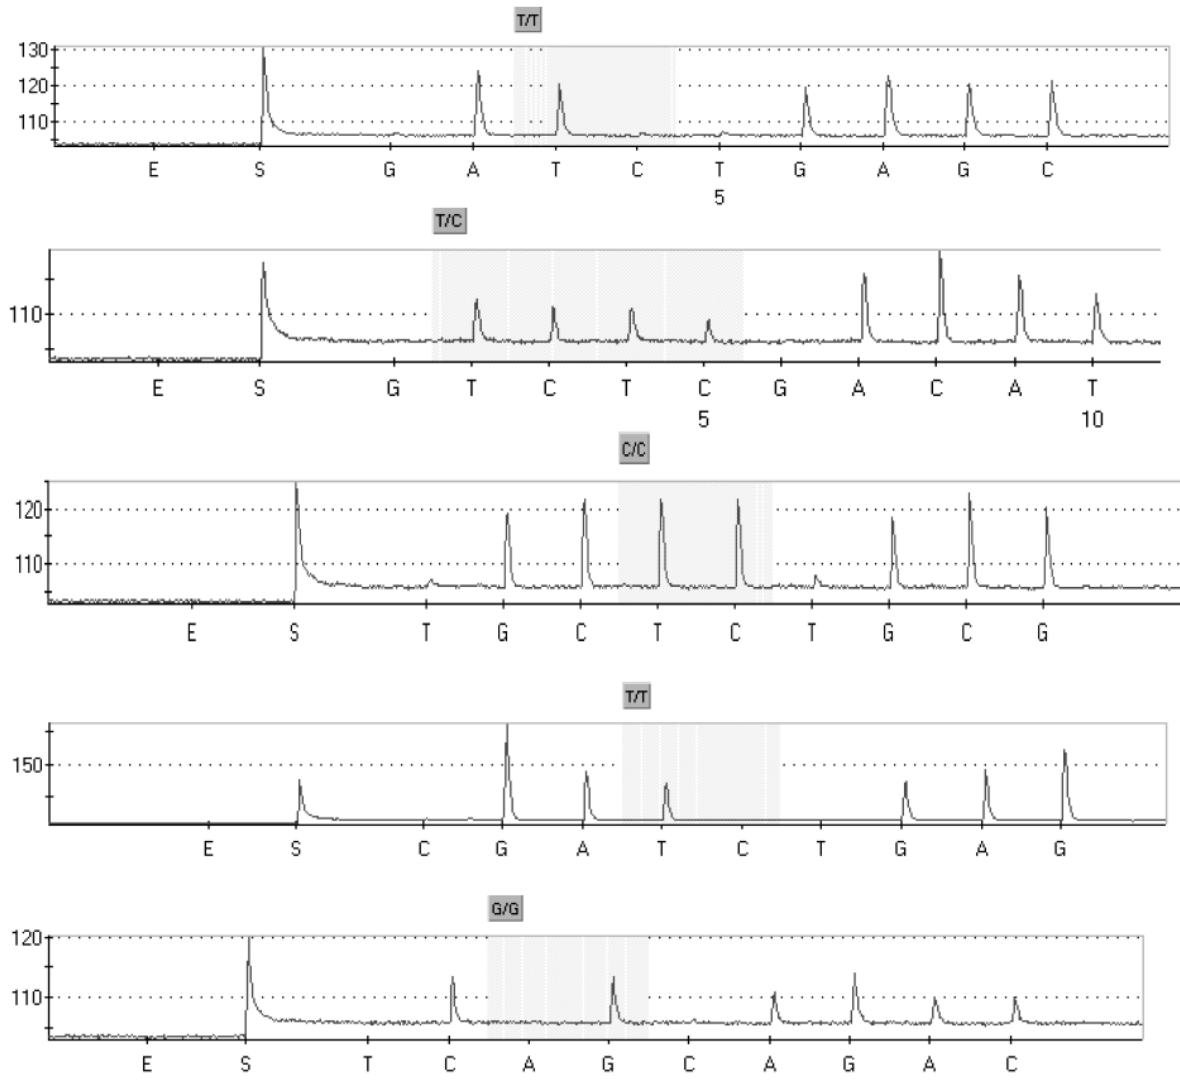 T/T
130
120
110
E S G A T C T G A G C
5
T/C
110
E S G T C T C G A C A T
5 10
C/C
120
110
E S T G C T C T G C G
T/T
150
E S C G A T C T G A G
G/G
120
110
E S T C A G C A G A C